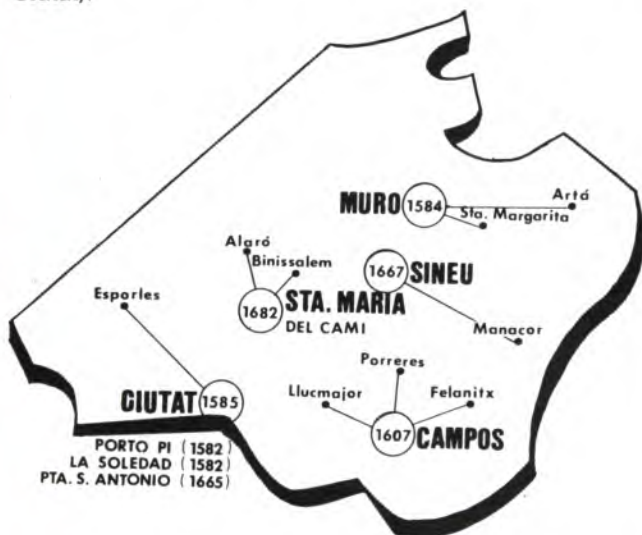 MURO
1584
Artá
Sta. Margarita
Alaró
Binissalem
1667
SINEU
Esporles
1682
STA. MARIA
DEL CAMI
Manacor
Porreres
Llucmajor
Felanitx
CIUTAT
1585
1607
CAMPOS
PORTO PI (1582)
LA SOLEDAD (1582)
PTA. S. ANTONIO (1665)